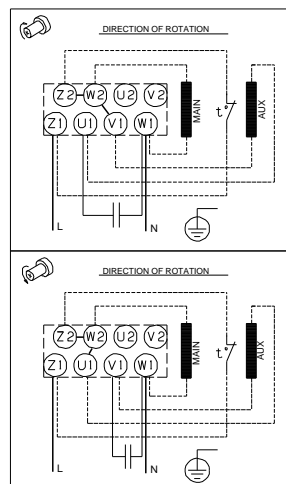 DIRECTION OF ROTATION
Z2 W2 U2 V2
Z1 U1 V1 W1
MAIN
t°
AUX
L N
DIRECTION OF ROTATION
Z2 W2 U2 V2
Z1 U1 V1 W1
MAIN
t°
AUX
L N